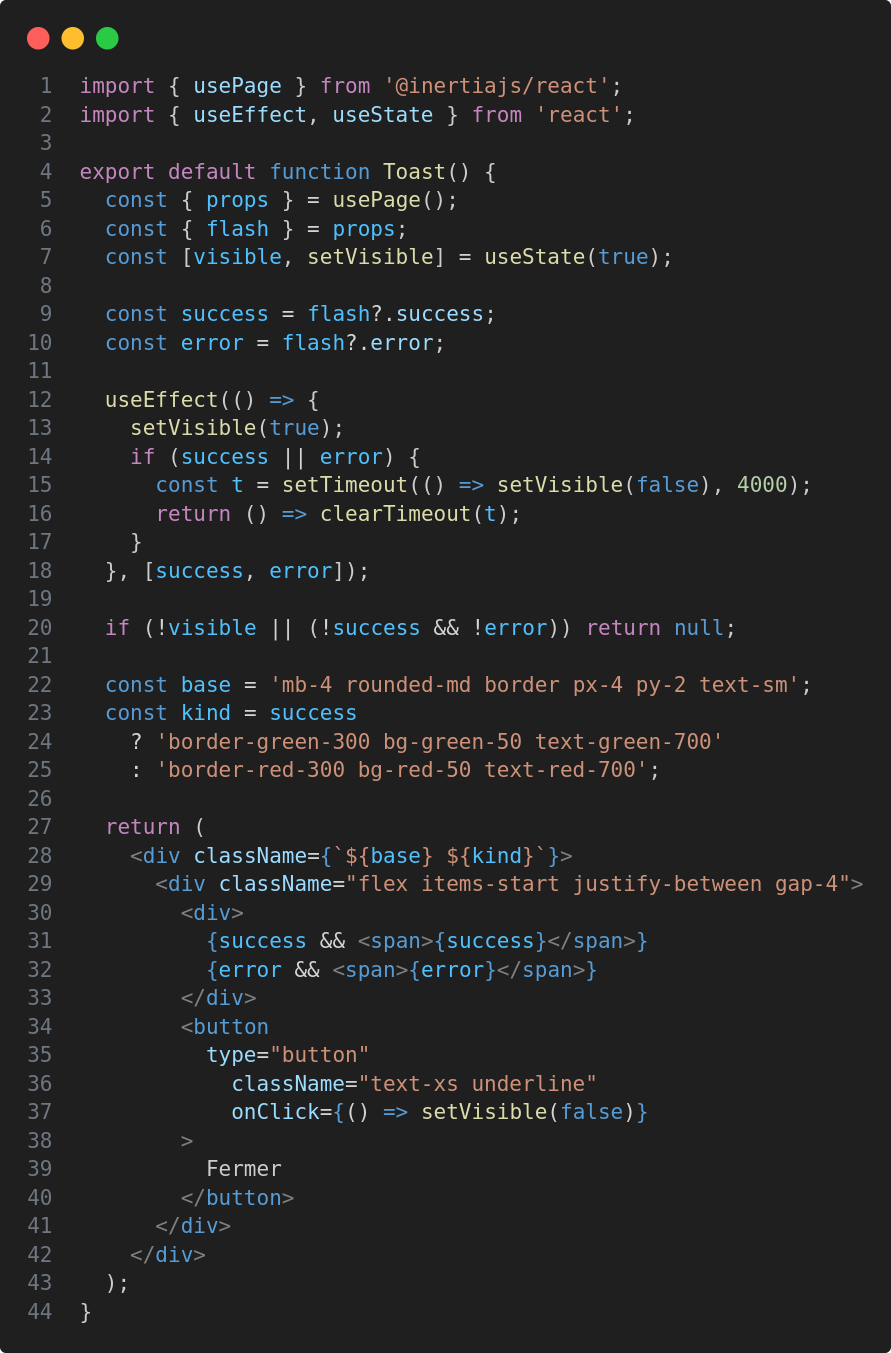 1 import { usePage } from '@inertiajs/react';
2 import { useEffect, useState } from 'react';
3
4 export default function Toast() {
5   const { props } = usePage();
6   const { flash } = props;
7   const [visible, setVisible] = useState(true);
8
9   const success = flash?.success;
10   const error = flash?.error;
11
12   useEffect(() => {
13     setVisible(true);
14     if (success || error) {
15       const t = setTimeout(() => setVisible(false), 4000);
16       return () => clearTimeout(t);
17     }
18   }, [success, error]);
19
20   if (!visible || (!success && !error)) return null;
21
22   const base = 'mb-4 rounded-md border px-4 py-2 text-sm';
23   const kind = success
24     ? 'border-green-300 bg-green-50 text-green-700'
25     : 'border-red-300 bg-red-50 text-red-700';
26
27   return (
28     <div className={`${base} ${kind}`}>
29       <div className="flex items-start justify-between gap-4">
30         <div>
31           {success && <span>{success}</span>}
32           {error && <span>{error}</span>}
33         </div>
34         <button
35           type="button"
36             className="text-xs underline"
37             onClick={() => setVisible(false)}
38         >
39           Fermer
40         </button>
41       </div>
42     </div>
43   );
44 }